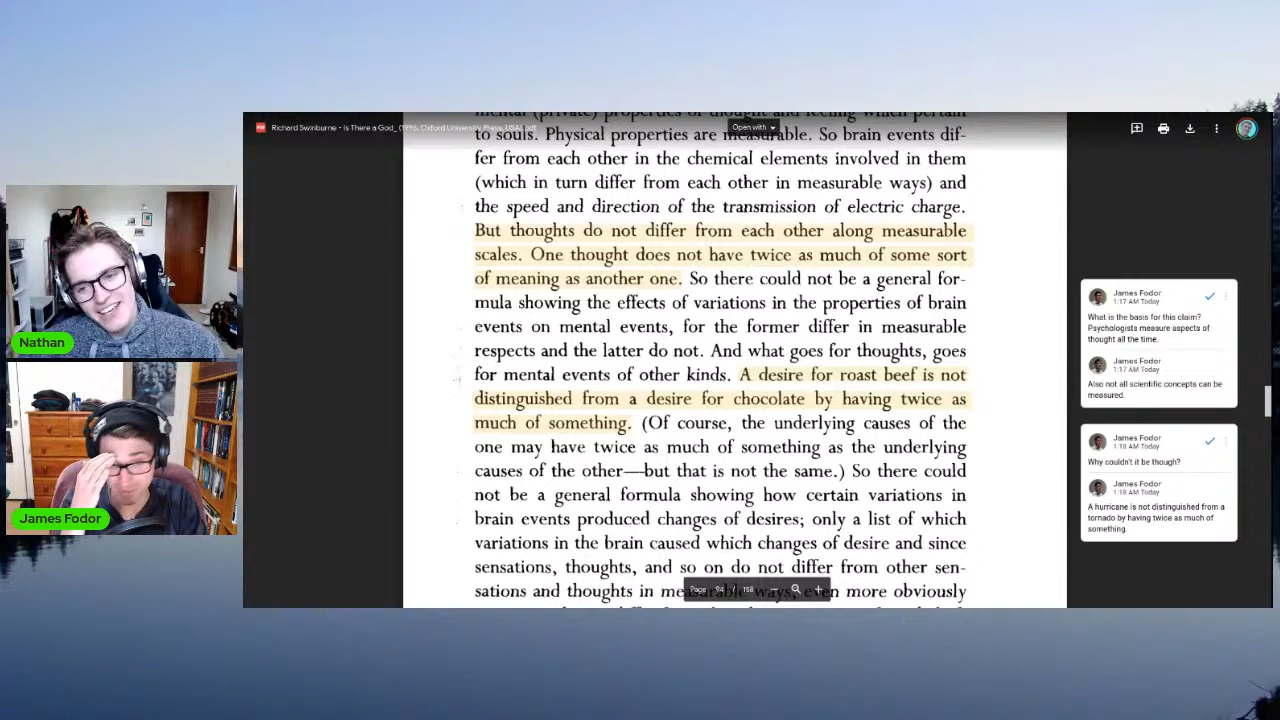 Richard Swinburne - Is There a God_ (1996, Oxford University Press, USA).pdf
Open with
mental (private) properties of thought and feeling which pertain
to souls. Physical properties are measurable. So brain events dif-
fer from each other in the chemical elements involved in them
(which in turn differ from each other in measurable ways) and
the speed and direction of the transmission of electric charge.
But thoughts do not differ from each other along measurable
scales. One thought does not have twice as much of some sort
of meaning as another one. So there could not be a general for-
mula showing the effects of variations in the properties of brain
events on mental events, for the former differ in measurable
respects and the latter do not. And what goes for thoughts, goes
for mental events of other kinds. A desire for roast beef is not
distinguished from a desire for chocolate by having twice as
much of something. (Of course, the underlying causes of the
one may have twice as much of something as the underlying
causes of the other—but that is not the same.) So there could
not be a general formula showing how certain variations in
brain events produced changes of desires; only a list of which
variations in the brain caused which changes of desire and since
sensations, thoughts, and so on do not differ from other sen-
sations and thoughts in measurable ways, even more obviously
Page 94 / 158
James Fodor
1:17 AM Today
What is the basis for this claim?
Psychologists measure aspects of
thought all the time.
James Fodor
1:17 AM Today
Also not all scientific concepts can be
measured.
James Fodor
1:18 AM Today
Why couldn't it be though?
James Fodor
1:18 AM Today
A hurricane is not distinguished from a
tornado by having twice as much of
something.
Nathan
James Fodor